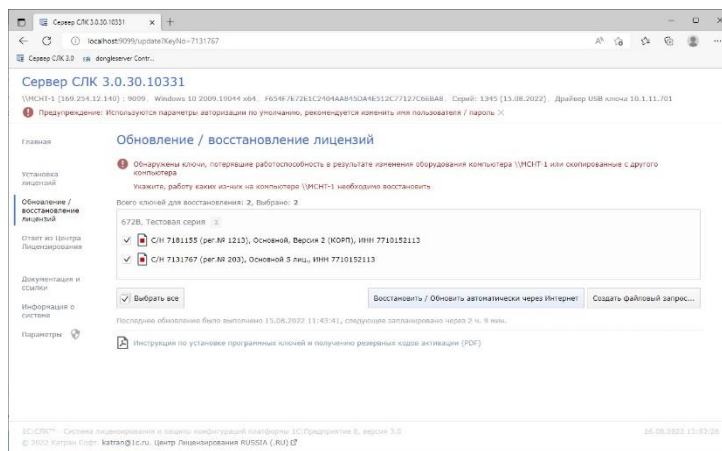 Сервер СЛК 3.0.30.10331
localhost:9099/update?KeyNo=7131767
Сервер СЛК 3.0
dongleserver Contr...
Сервер СЛК 3.0.30.10331
\\МСНТ-1 [169.254.12.140] : 9099, Windows 10 2009.19044 x64, Серий: 1345 (15.08.2022), Драйвер USB ключа 10.1.11.701
Предупреждение: Используются параметры авторизации по умолчанию, рекомендуется изменить имя пользователя / пароль
Главная
Установка
лицензий
Обновление /
восстановление
лицензий
Ответ из Центра
Лицензирования
Документация и
ссылки
Информация о
системе
Параметры
Обновление / восстановление лицензий
Обнаружены ключи, потерявшие работоспособность в результате изменения оборудования компьютера \\МСНТ-1 или скопированные с другого
компьютера
Укажите, работу каких из-них на компьютере \\МСНТ-1 необходимо восстановить
Всего ключей для восстановления: 2, Выбрано: 2
672B, Тестовая серия 2
С/Н 7181155 (рег.№ 1213), Основной, Версия 2 (КОРП), ИНН 7710152113
С/Н 7131767 (рег.№ 203), Основной 5 лиц., ИНН 7710152113
Выбрать все
Восстановить / Обновить автоматически через Интернет
Создать файловый запрос...
Последнее обновление было выполнено 15.08.2022 11:43:41, следующее запланировано через 2 ч. 9 мин.
Инструкция по установке программных ключей и получению резервных кодов активации (PDF)
1С:СЛК™ - Система лицензирования и защиты конфигураций платформы 1С:Предприятие 8, версия 3.0
© 2022 Катран Софт. katran@1c.ru. Центр Лицензирования RUSSIA (.RU)